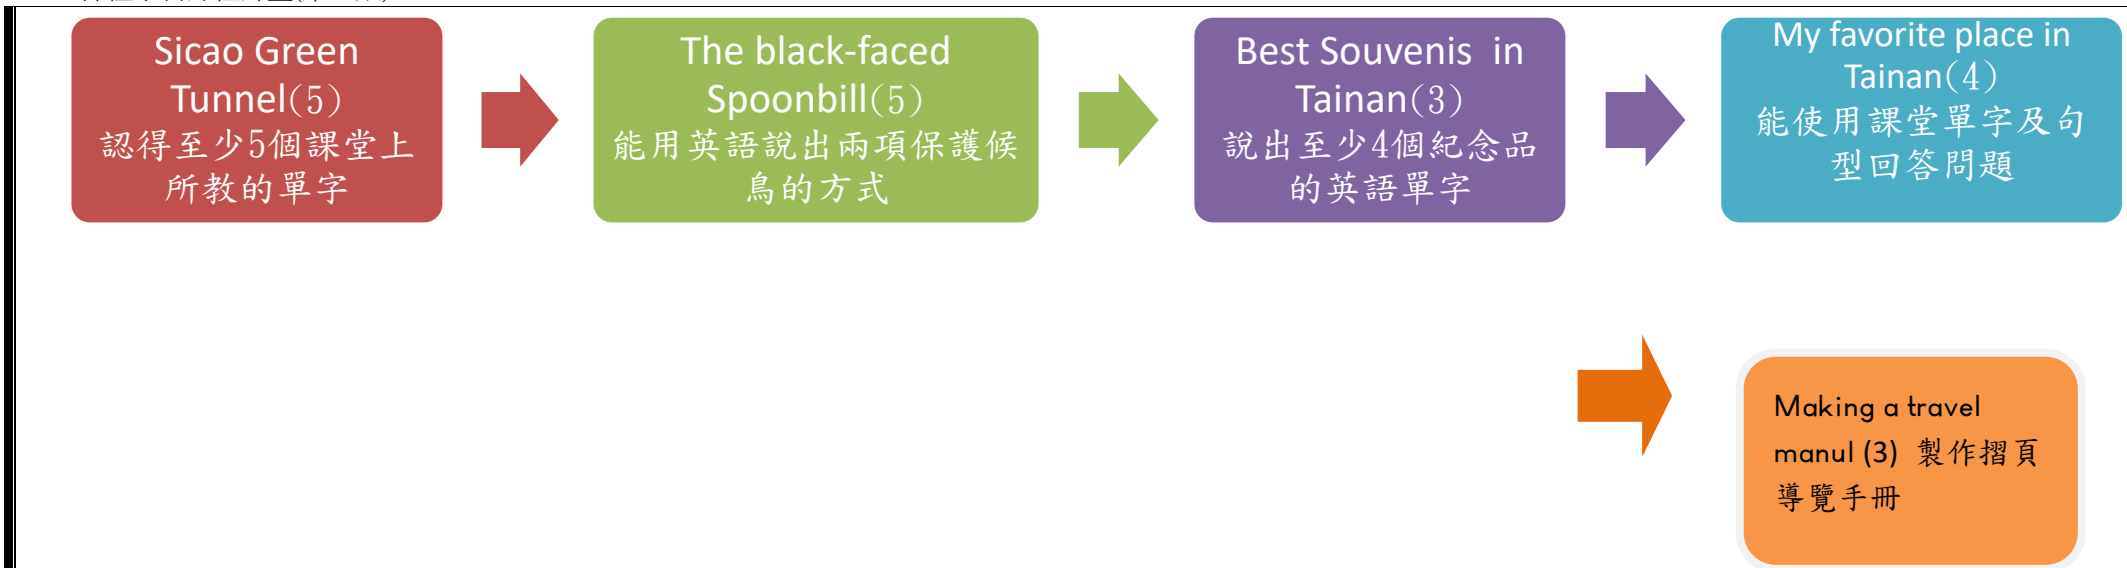 Sicao Green
Tunnel(5)
認得至少5個課堂上
所教的單字
The black-faced
Spoonbill(5)
能用英語說出兩項保護候
鳥的方式
Best Souvenis in
Tainan(3)
說出至少4個紀念品
的英語單字
My favorite place in
Tainan(4)
能使用課堂單字及句
型回答問題
Making a travel
manul (3) 製作摺頁
導覽手冊